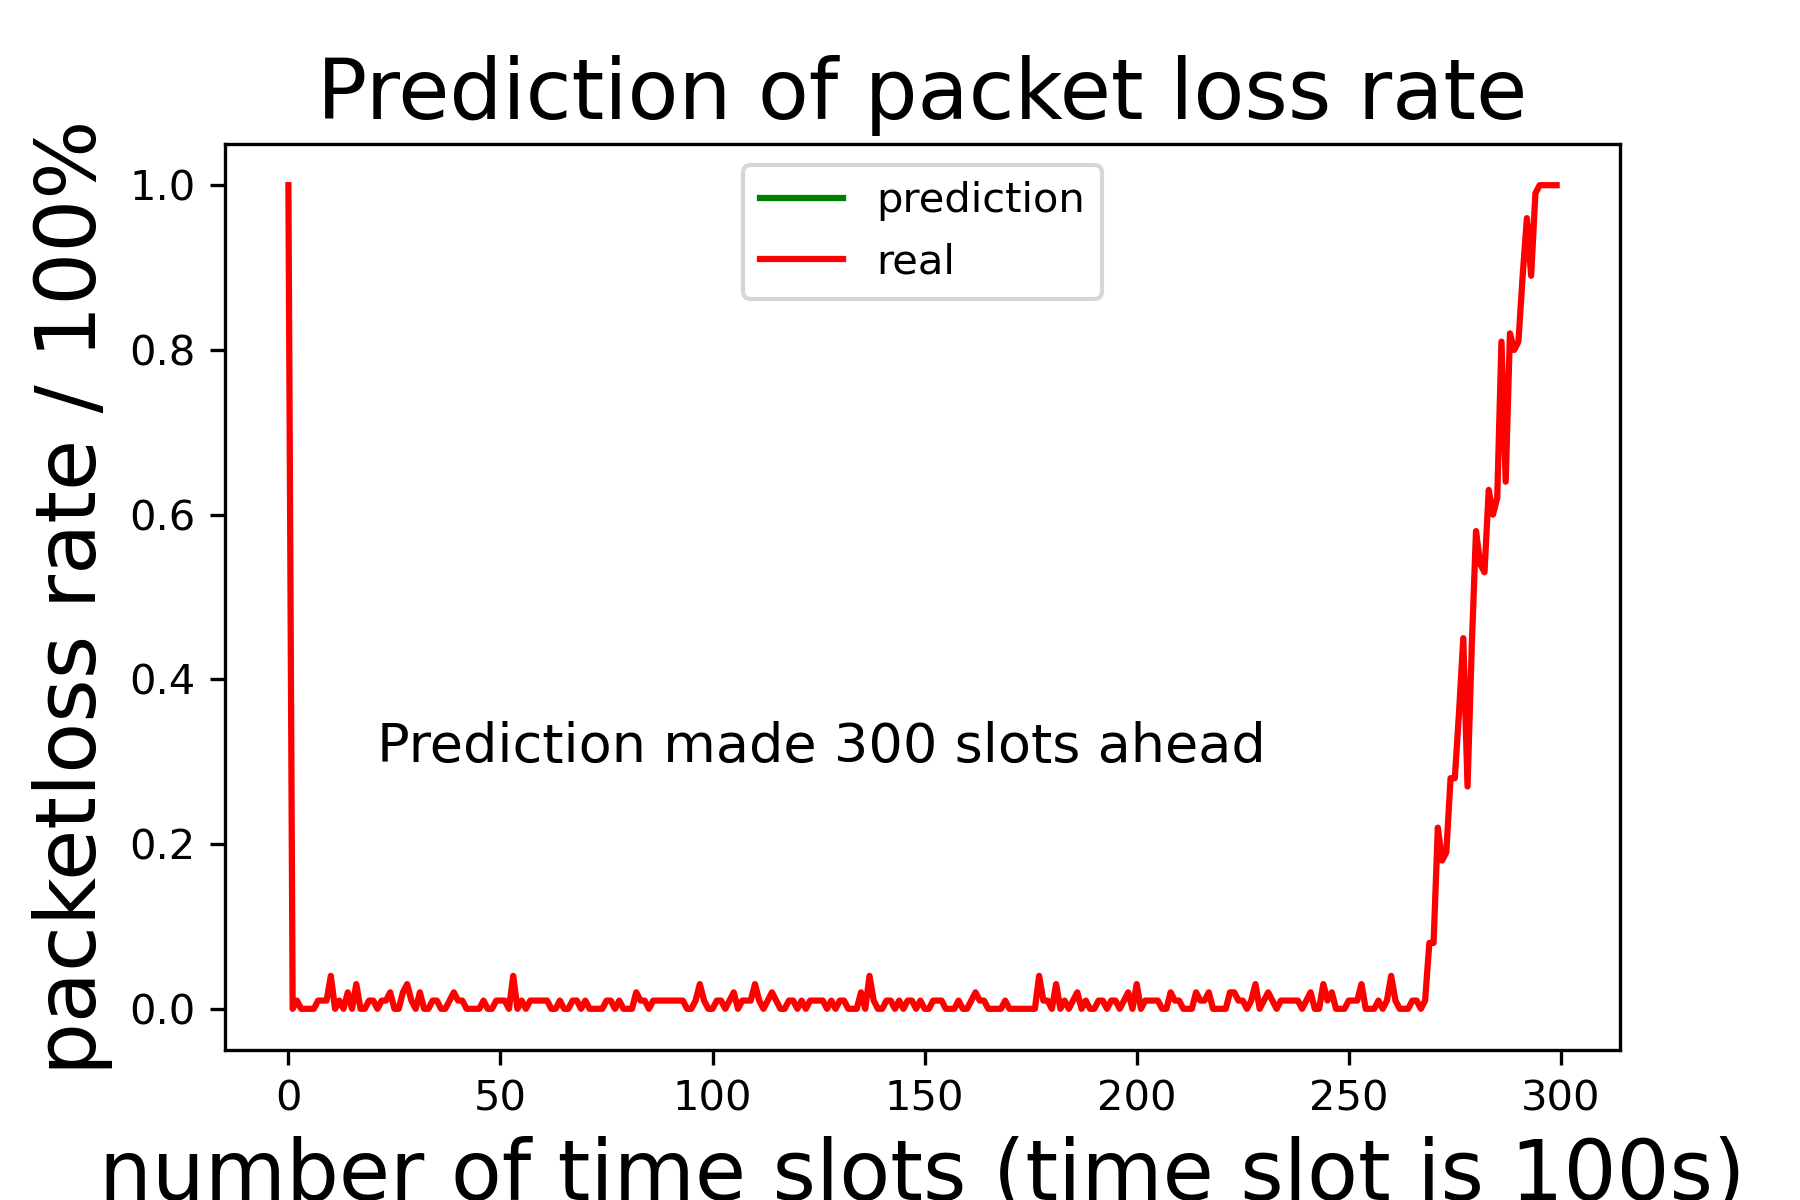 Prediction of packet loss rate
packetloss rate / 100%
1.0
0.8
0.6
0.4
0.2
0.0
prediction
real
Prediction made 300 slots ahead
0 50 100 150 200 250 300
number of time slots (time slot is 100s)